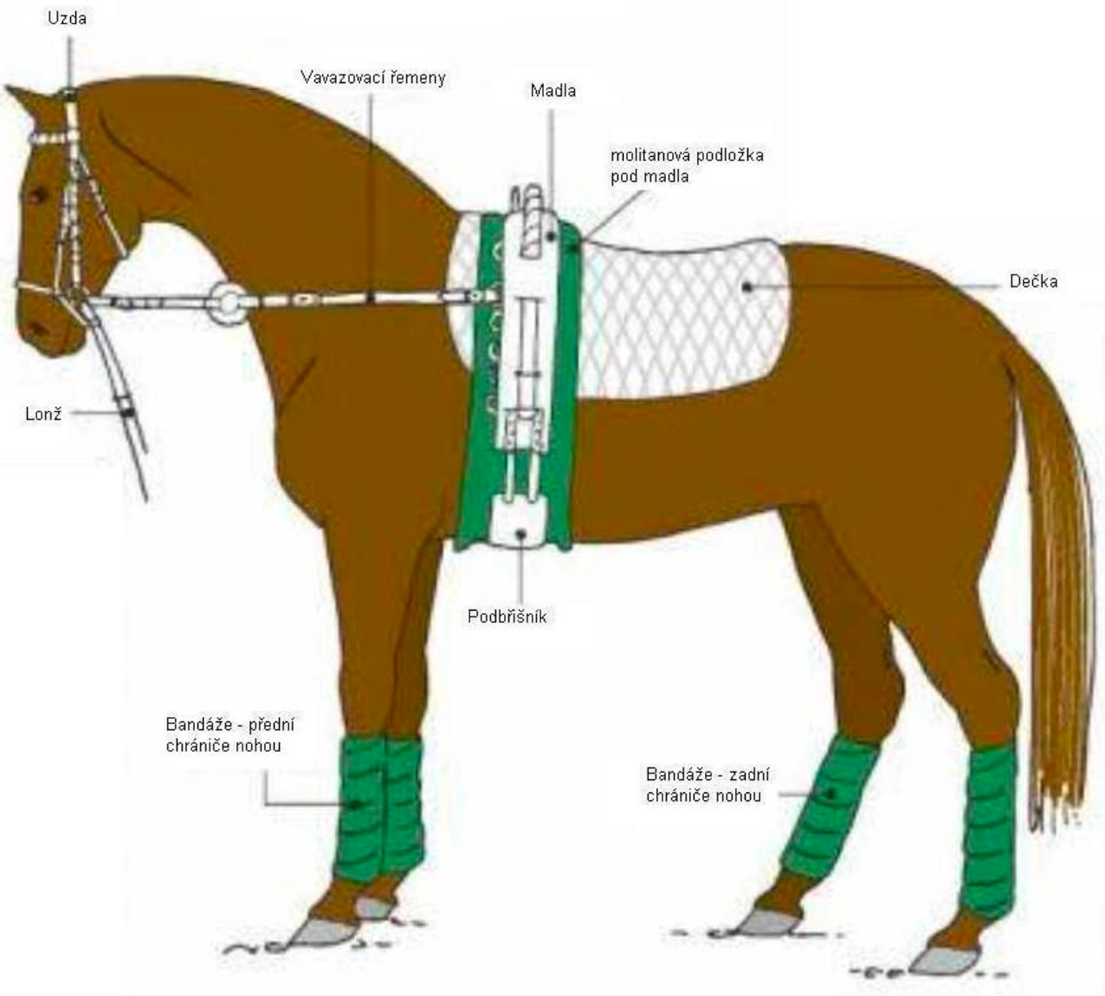 Uzda
Vavazovací řemeny
Madla
molitanová podložka
pod madla
Dečka
Lonž
Podbřišník
Bandáže - přední
chrániče nohou
Bandáže - zadní
chrániče nohou